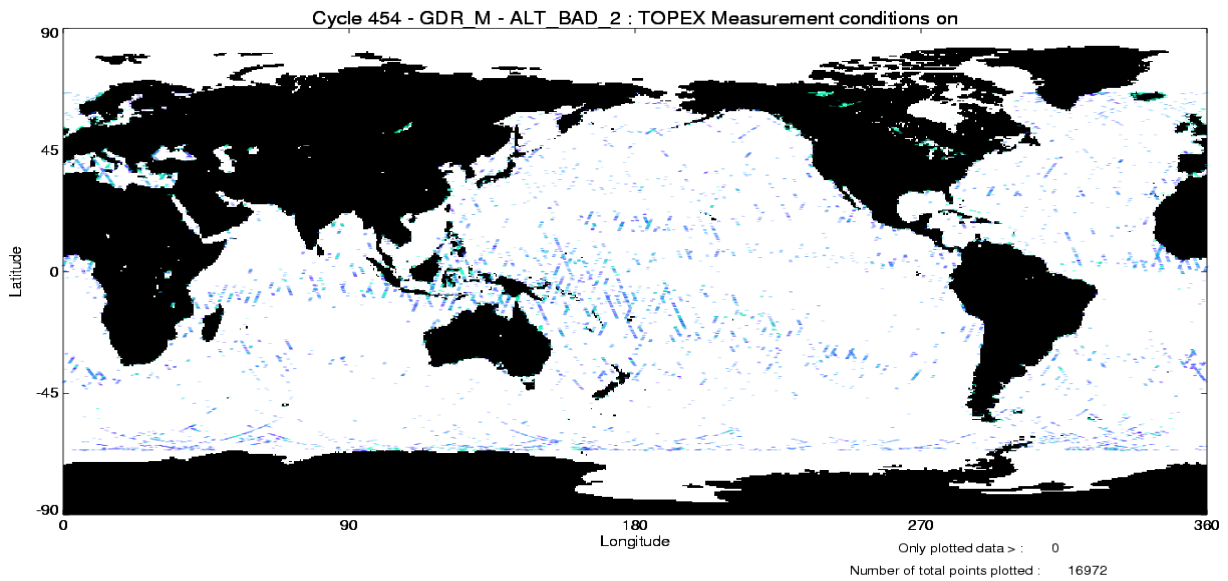 Cycle 454 - GDR_M - ALT_BAD_2 : TOPEX Measurement conditions on
90
45
0
-45
-90
Latitude
0 90 180 270 360
Longitude
Only plotted data > : 0
Number of total points plotted : 16972